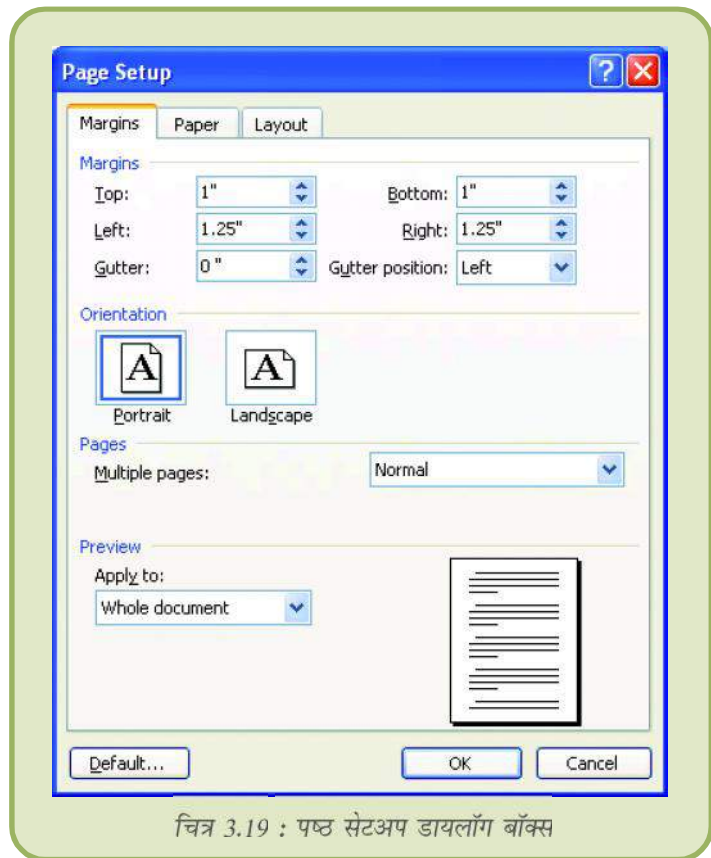 Page Setup
Margins Paper Layout
Margins
Top: 1" Bottom: 1"
Left: 1.25" Right: 1.25"
Gutter: 0 " Gutter position: Left
Orientation
A A
Portrait Landscape
Pages
Multiple pages: Normal
Preview
Apply to:
Whole document
Default... OK Cancel
चित्र 3.19 : पष्ठ सेटअप डायलॉग बॉक्स